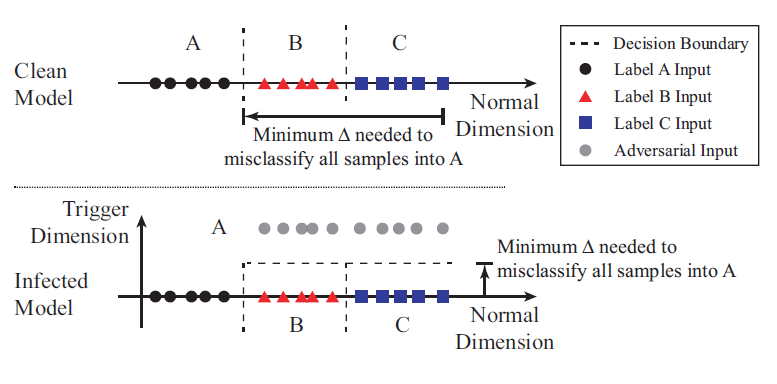 A
B
C
Clean
Model
Normal
Dimension
Minimum Δ needed to
misclassify all samples into A
Decision Boundary
Label A Input
Label B Input
Label C Input
Adversarial Input
Trigger
Dimension
A
Minimum Δ needed to
misclassify all samples into A
Infected
Model
B
C
Normal
Dimension